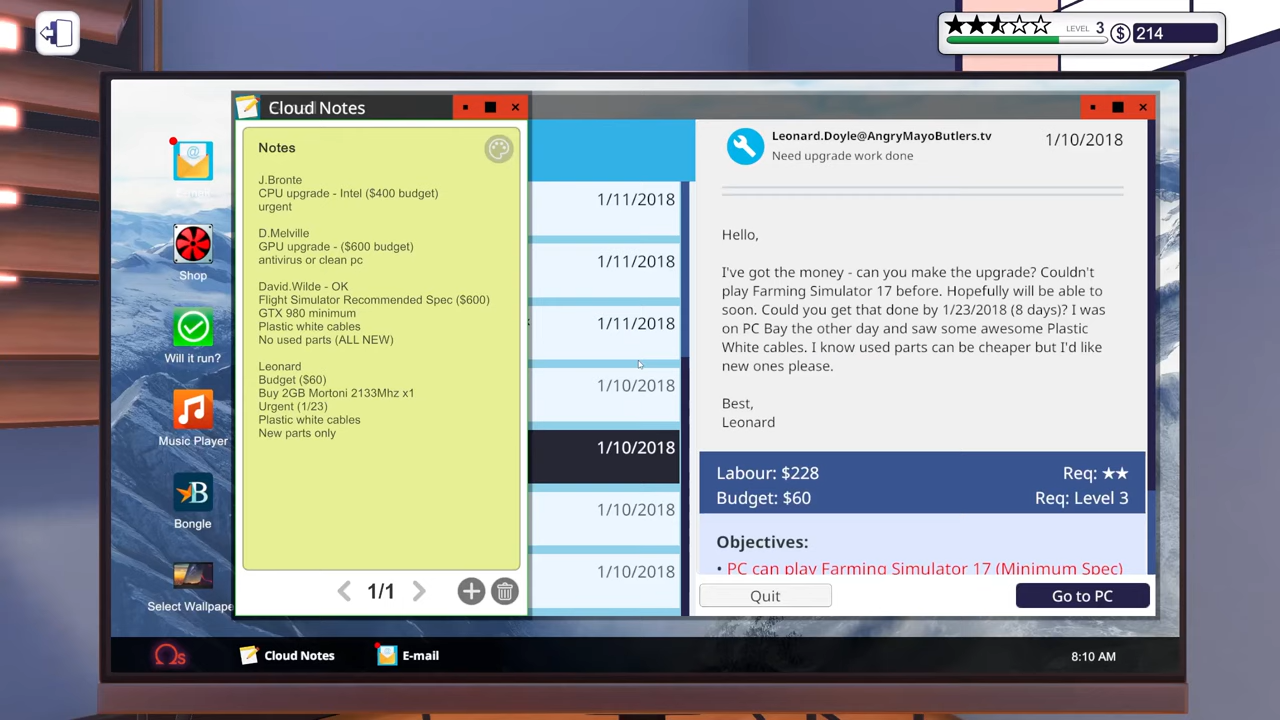 LEVEL 3 $ 214
Cloud Notes
Notes
J.Bronte
CPU upgrade - Intel ($400 budget)
urgent
D.Melville
GPU upgrade - ($600 budget)
antivirus or clean pc
David.Wilde - OK
Flight Simulator Recommended Spec ($600)
GTX 980 minimum
Plastic white cables
No used parts (ALL NEW)
Leonard
Budget ($60)
Buy 2GB Mortoni 2133Mhz x1
Urgent (1/23)
Plastic white cables
New parts only
1/1
E-mail
Shop
Will it run?
Music Player
B
Bongle
Select Wallpape
1/11/2018
1/11/2018
1/11/2018
1/10/2018
1/10/2018
1/10/2018
1/10/2018
Leonard.Doyle@AngryMayoButlers.tv
1/10/2018
Need upgrade work done
Hello,
I've got the money - can you make the upgrade? Couldn't
play Farming Simulator 17 before. Hopefully will be able to
soon. Could you get that done by 1/23/2018 (8 days)? I was
on PC Bay the other day and saw some awesome Plastic
White cables. I know used parts can be cheaper but I'd like
new ones please.
Best,
Leonard
Labour: $228
Req: ★★
Budget: $60
Req: Level 3
Objectives:
• PC can play Farming Simulator 17 (Minimum Spec)
Quit
Go to PC
Ωs
Cloud Notes
E-mail
8:10 AM